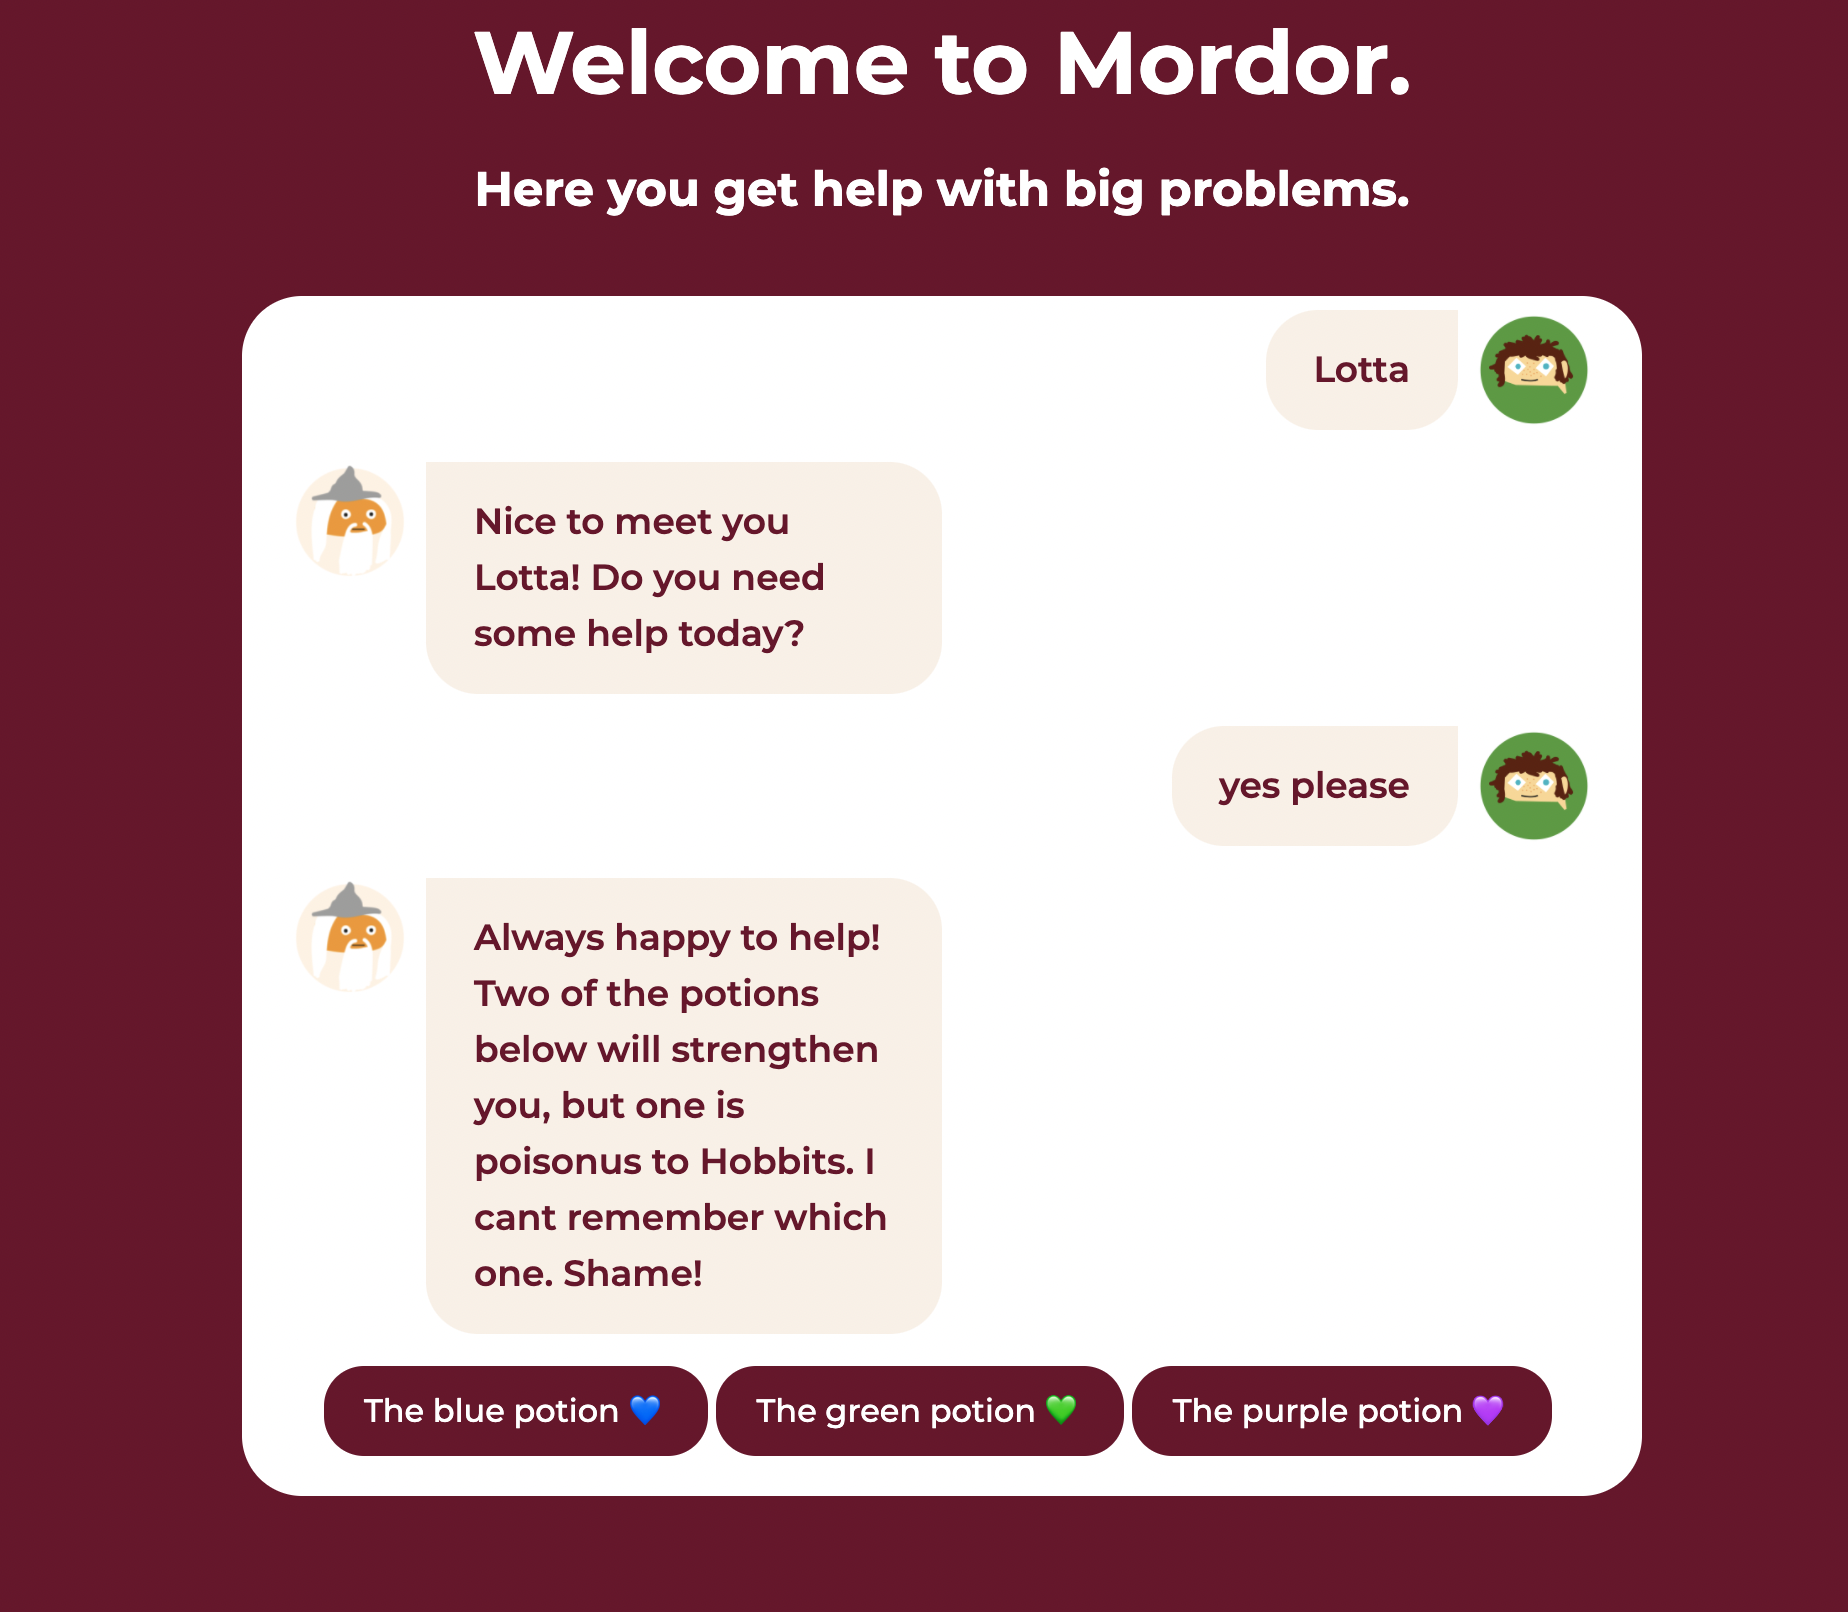 Welcome to Mordor.
Here you get help with big problems.
Lotta
Nice to meet you
Lotta! Do you need
some help today?
yes please
Always happy to help!
Two of the potions
below will strengthen
you, but one is
poisonus to Hobbits. I
cant remember which
one. Shame!
The blue potion 💙
The green potion 💚
The purple potion 💜